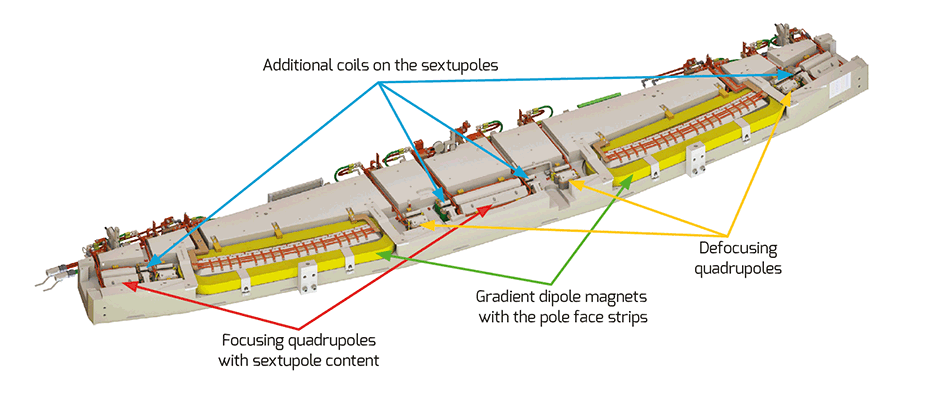 Additional coils on the sextupoles
Defocusing
quadrupoles
Gradient dipole magnets
with the pole face strips
Focusing quadrupoles
with sextupole content